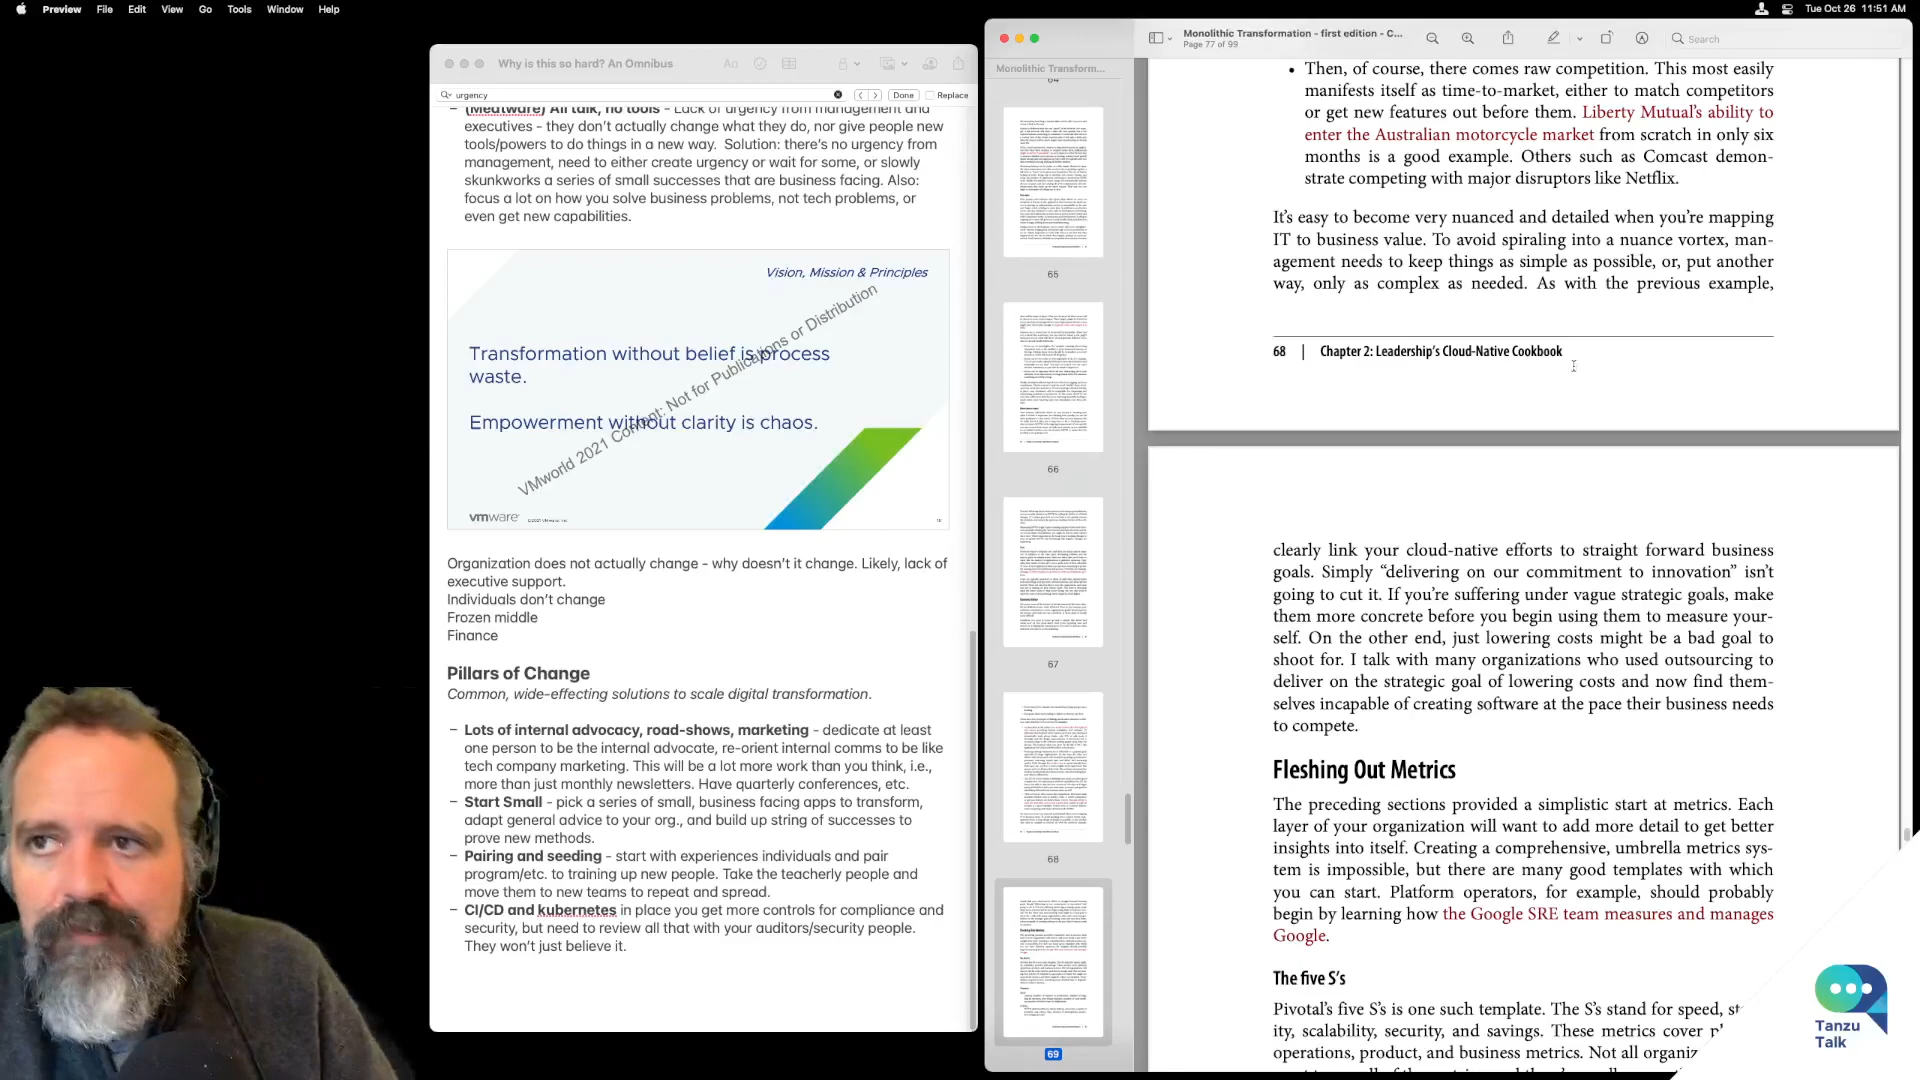 Preview File Edit View Go Tools Window Help
Tue Oct 26 11:51 AM
Why is this so hard? An Omnibus
urgency
Done
Replace
(Meatware) All talk, no tools - Lack of urgency from management and
executives - they don't actually change what they do, nor give people new
tools/powers to do things in a new way. Solution: there's no urgency from
management, need to either create urgency or wait for some, or slowly
skunkworks a series of small successes that are business facing. Also:
focus a lot on how you solve business problems, not tech problems, or
even get new capabilities.
Vision, Mission & Principles
Transformation without belief is process
waste.
Empowerment without clarity is chaos.
VMworld 2021 Content: Not for Publications or Distribution
vmware
©2021 VMware, Inc.
Organization does not actually change - why doesn't it change. Likely, lack of
executive support.
Individuals don't change
Frozen middle
Finance
Pillars of Change
Common, wide-effecting solutions to scale digital transformation.
– Lots of internal advocacy, road-shows, marketing - dedicate at least
one person to be the internal advocate, re-orient internal comms to be like
tech company marketing. This will be a lot more work than you think, i.e.,
more than just monthly newsletters. Have quarterly conferences, etc.
– Start Small - pick a series of small, business facing apps to transform,
adapt general advice to your org., and build up string of successes to
prove new methods.
– Pairing and seeding - start with experiences individuals and pair
program/etc. to training up new people. Take the teacherly people and
move them to new teams to repeat and spread.
– CI/CD and kubernetes in place you get more controls for compliance and
security, but need to review all that with your auditors/security people.
They won't just believe it.
Monolithic Transformation - first edition - C...
Page 77 of 99
Search
Monolithic Transform...
64
65
66
67
68
69
• Then, of course, there comes raw competition. This most easily
manifests itself as time-to-market, either to match competitors
or get new features out before them. Liberty Mutual's ability to
enter the Australian motorcycle market from scratch in only six
months is a good example. Others such as Comcast demon-
strate competing with major disruptors like Netflix.
It's easy to become very nuanced and detailed when you're mapping
IT to business value. To avoid spiraling into a nuance vortex, man-
agement needs to keep things as simple as possible, or, put another
way, only as complex as needed. As with the previous example,
68 | Chapter 2: Leadership's Cloud-Native Cookbook
clearly link your cloud-native efforts to straight forward business
goals. Simply “delivering on our commitment to innovation” isn't
going to cut it. If you're suffering under vague strategic goals, make
them more concrete before you begin using them to measure your-
self. On the other end, just lowering costs might be a bad goal to
shoot for. I talk with many organizations who used outsourcing to
deliver on the strategic goal of lowering costs and now find them-
selves incapable of creating software at the pace their business needs
to compete.
Fleshing Out Metrics
The preceding sections provided a simplistic start at metrics. Each
layer of your organization will want to add more detail to get better
insights into itself. Creating a comprehensive, umbrella metrics sys-
tem is impossible, but there are many good templates with which
you can start. Platform operators, for example, should probably
begin by learning how the Google SRE team measures and manages
Google.
The five S's
Pivotal's five S's is one such template. The S's stand for speed,
ity, scalability, security, and savings. These metrics cover
operations, product, and business metrics. Not all
Tanzu
Talk